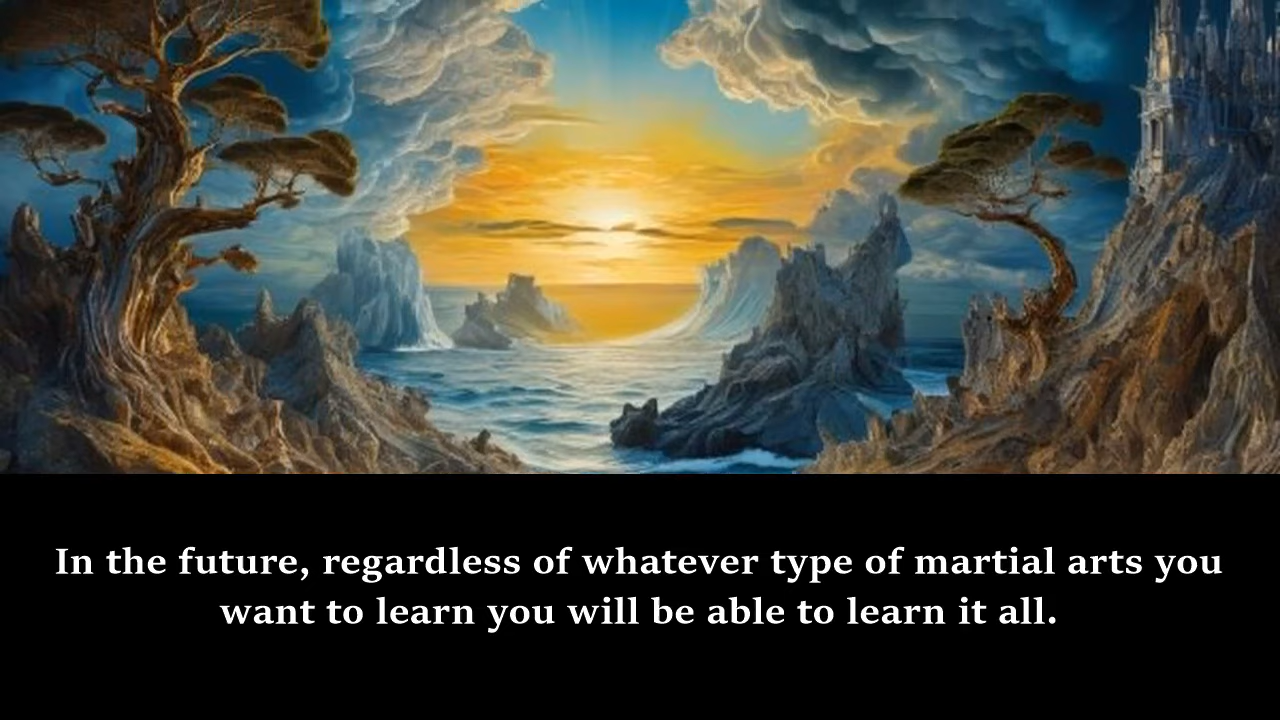 In the future, regardless of whatever type of martial arts you
want to learn you will be able to learn it all.